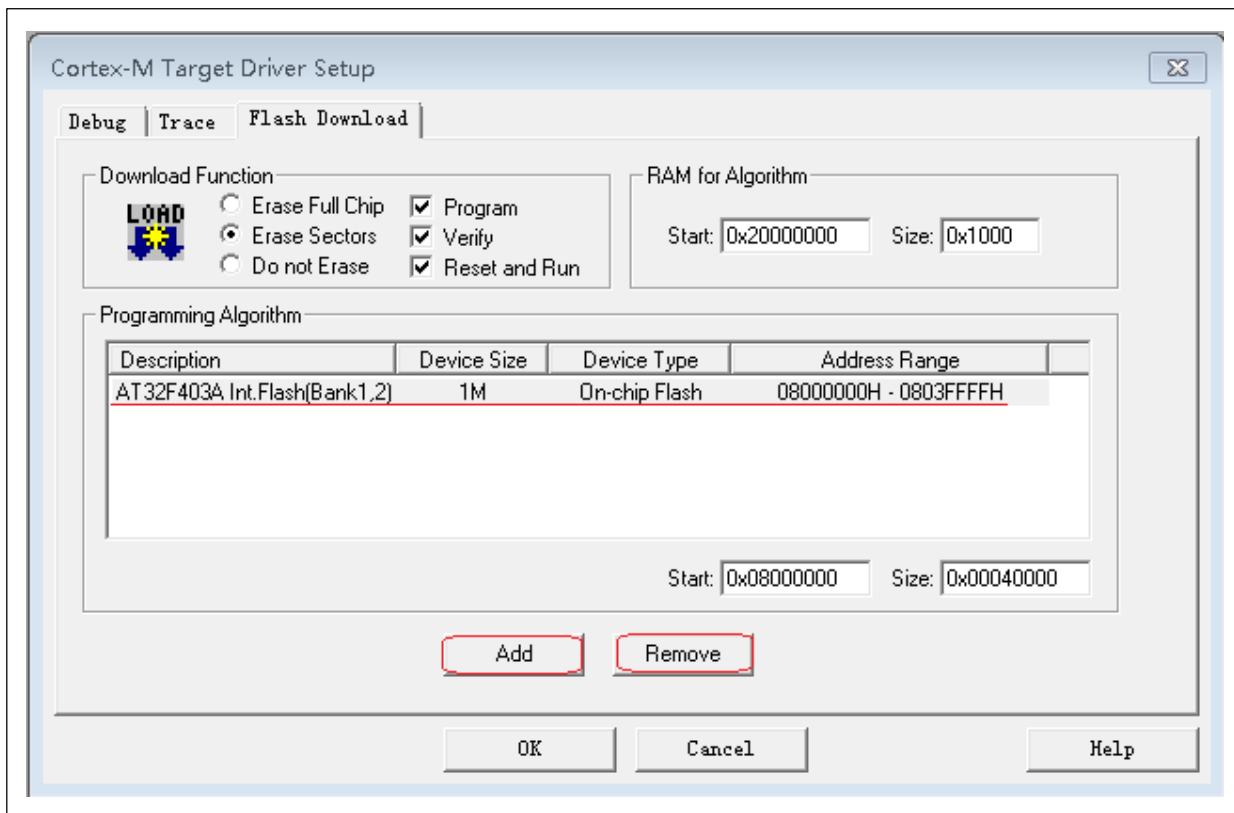 Cortex-M Target Driver Setup
Debug Trace Flash Download
Download Function
LOAD
Erase Full Chip
Erase Sectors
Do not Erase
Program
Verify
Reset and Run
RAM for Algorithm
Start: 0x20000000 Size: 0x1000
Programming Algorithm
Description Device Size Device Type Address Range
AT32F403A Int.Flash(Bank1,2) 1M On-chip Flash 08000000H - 0803FFFFH
Start: 0x08000000 Size: 0x00040000
Add Remove
OK Cancel Help